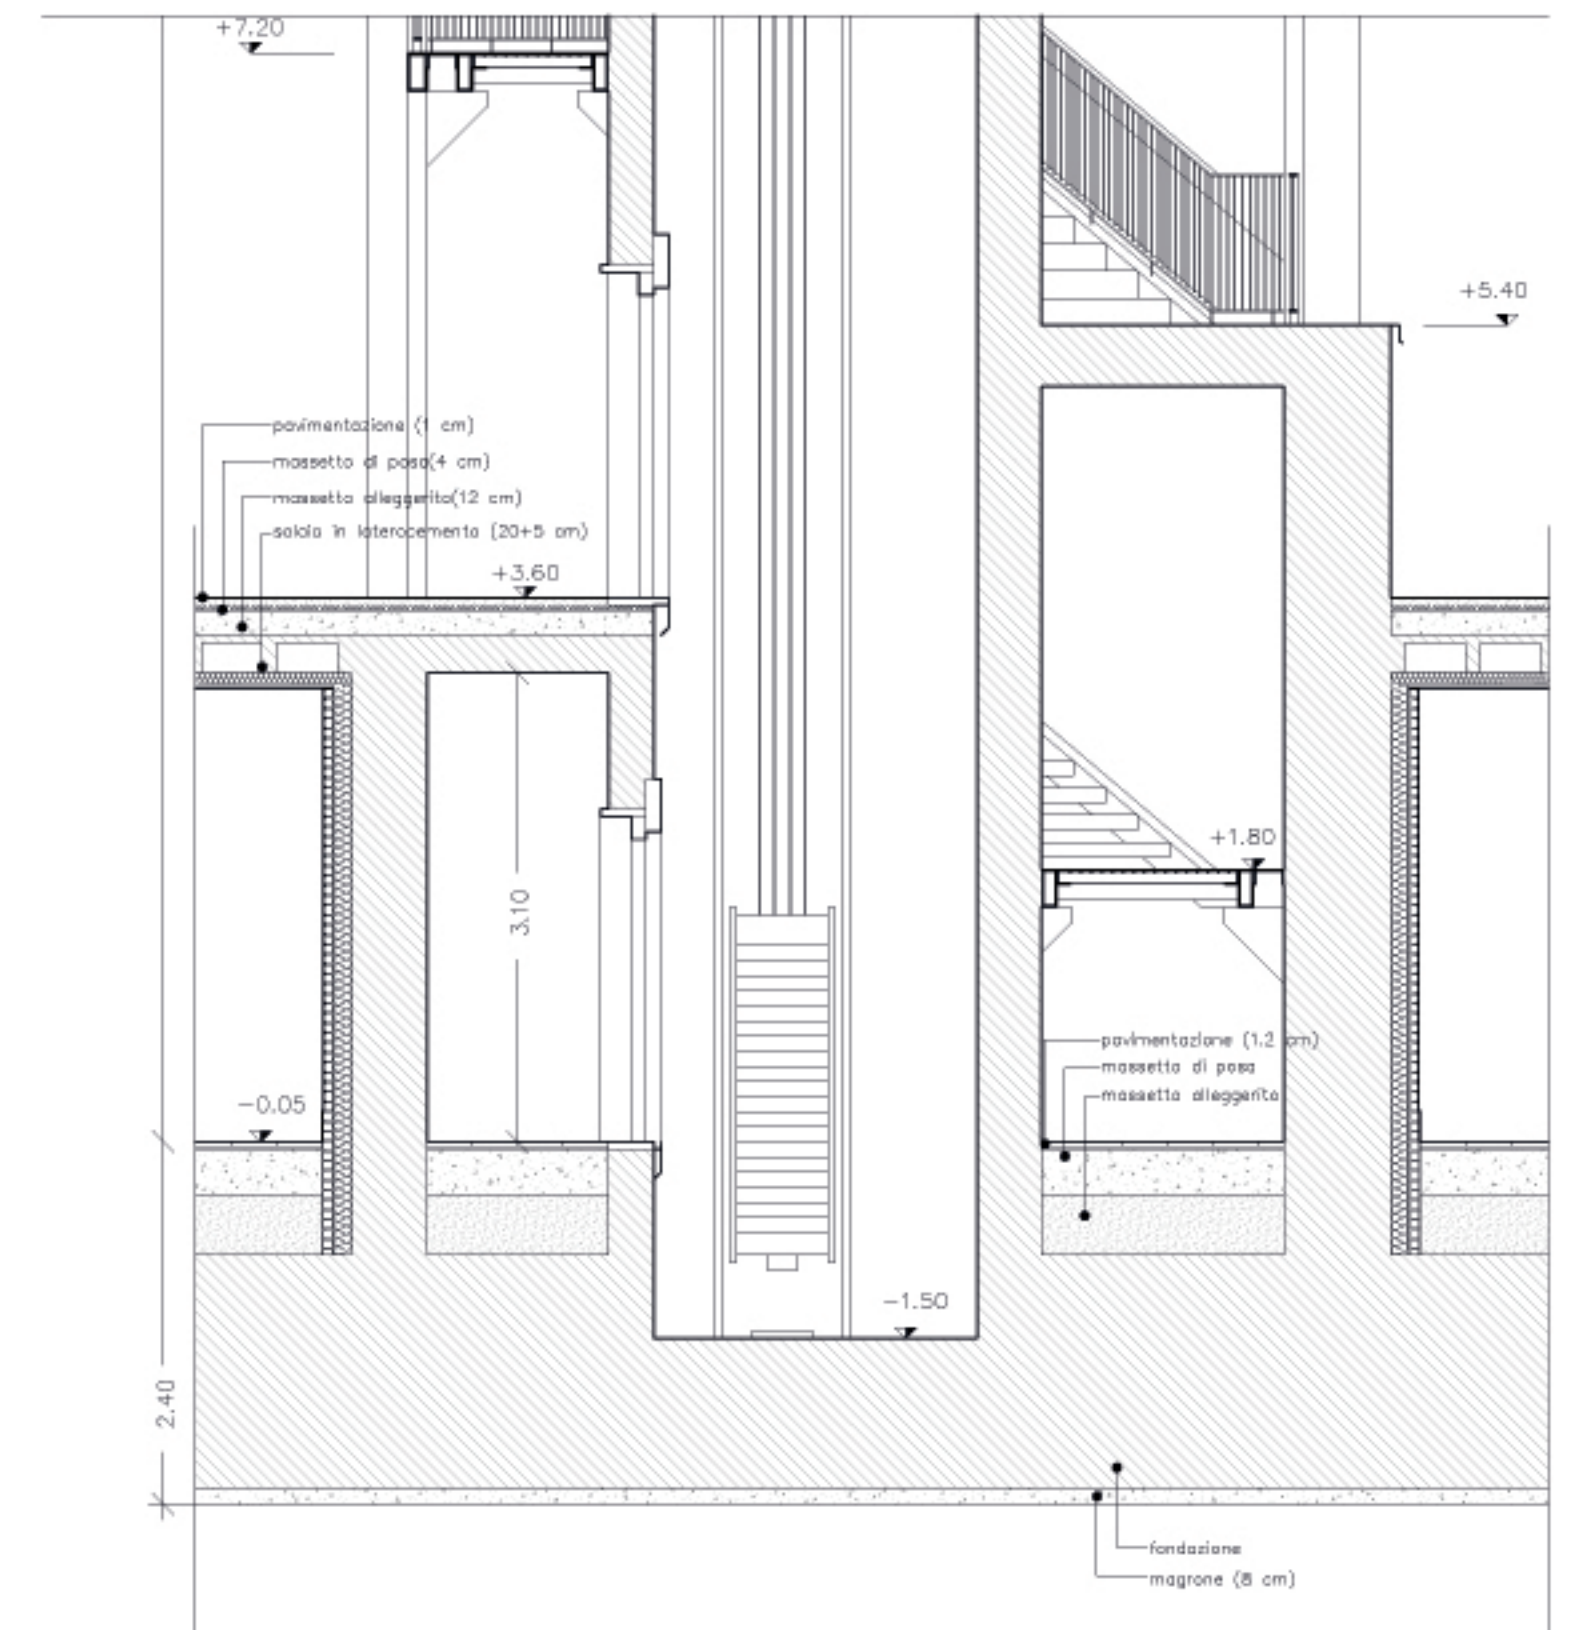 +7.20
+5.40
pavimentazione (1 cm)
massetto di posa(4 cm)
massetto alleggerito(12 cm)
solaio in laterocemento (20+5 cm)
+3.60
+1.80
3.10
pavimentazione (1.2 cm)
massetto di posa
massetto alleggerito
-0.05
-1.50
2.40
fondazione
magrone (8 cm)